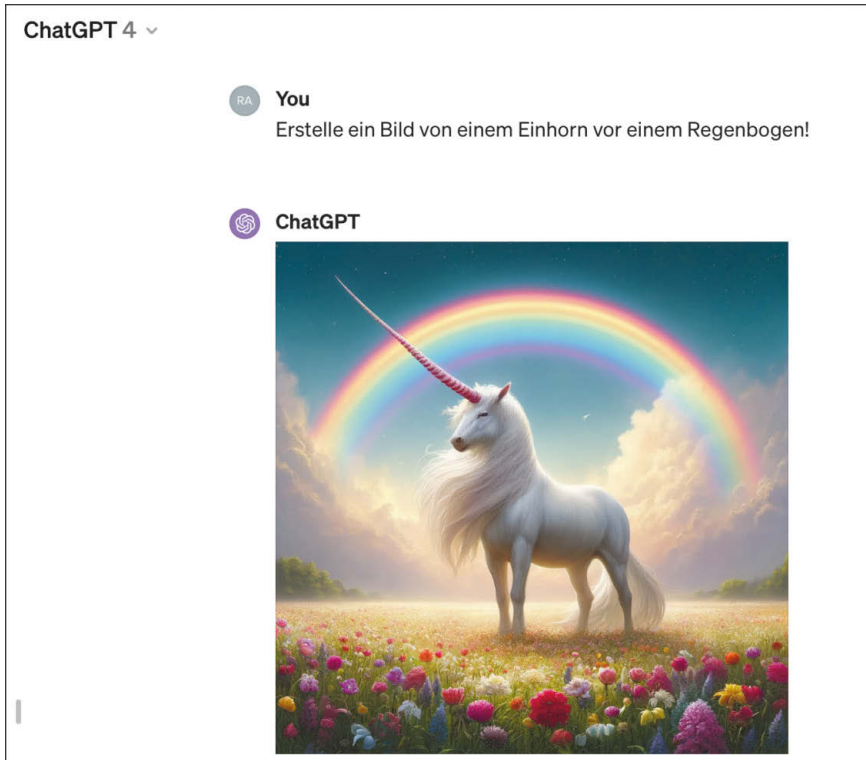 ChatGPT 4
RA
You
Erstelle ein Bild von einem Einhorn vor einem Regenbogen!
ChatGPT